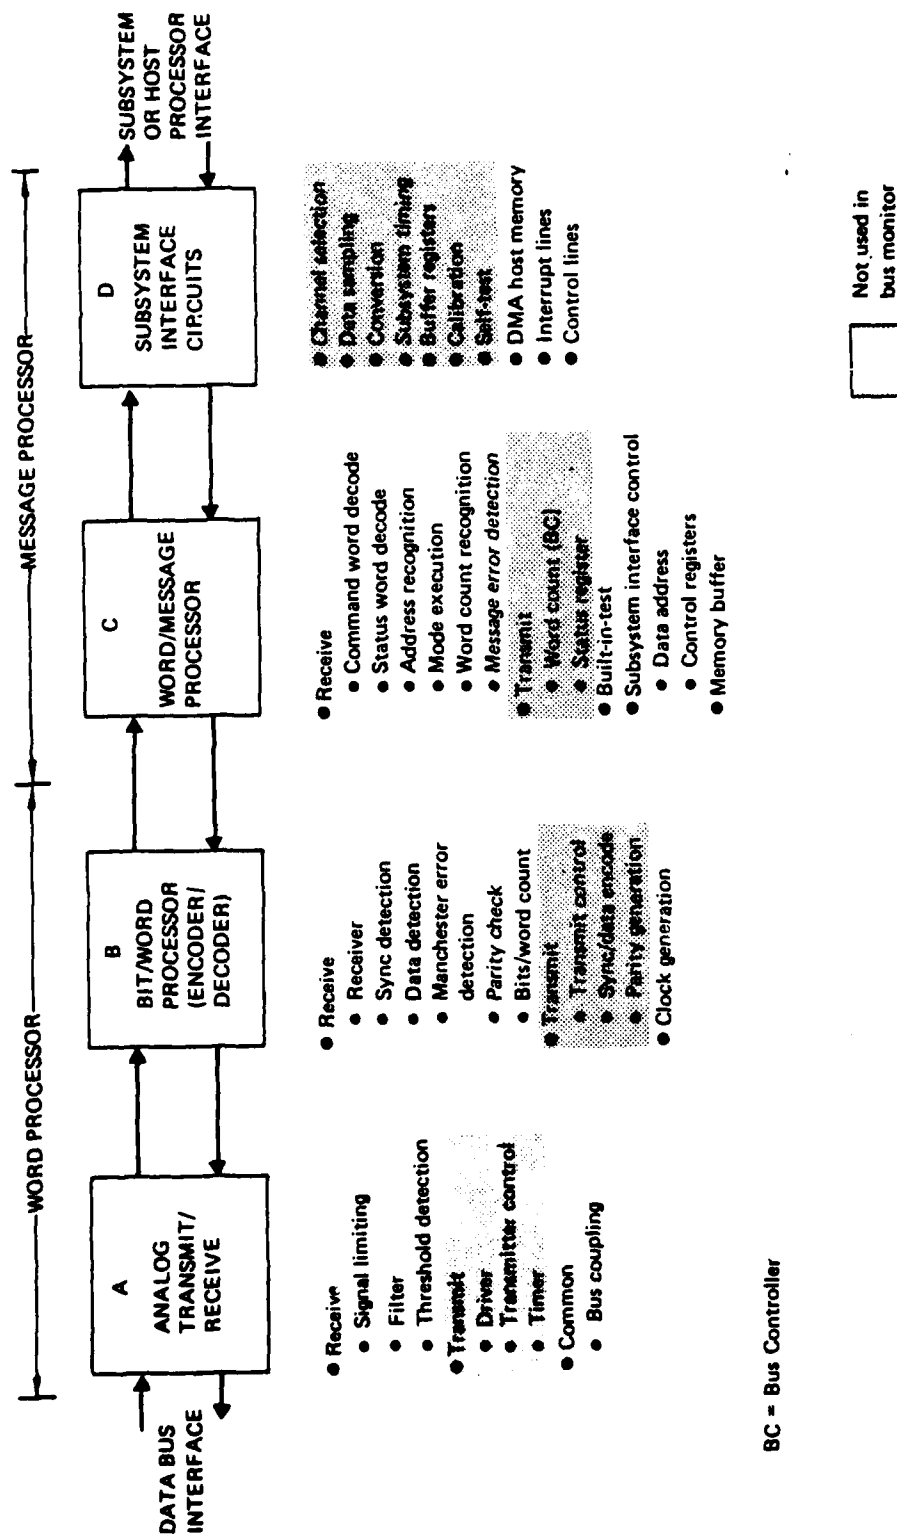 WORD PROCESSOR
MESSAGE PROCESSOR
DATA BUS
INTERFACE
A
ANALOG
TRANSMIT/
RECEIVE
B
BIT/WORD
PROCESSOR
(ENCODER/
DECODER)
C
WORD/MESSAGE
PROCESSOR
D
SUBSYSTEM
INTERFACE
CIRCUITS
SUBSYSTEM
OR HOST
PROCESSOR
INTERFACE
● Receive
● Signal limiting
● Filter
● Threshold detection
● Transmit
● Driver
● Transmitter control
● Timer
● Common
● Bus coupling
● Receive
● Receiver
● Sync detection
● Data detection
● Manchester error
detection
● Parity check
● Bits/word count
● Transmit
● Transmit control
● Sync/data encode
● Parity generation
● Clock generation
● Receive
● Command word decode
● Status word decode
● Address recognition
● Mode execution
● Word count recognition
● Message error detection
● Transmit
● Word count (BC)
● Status register
● Built-in-test
● Subsystem interface control
● Data address
● Control registers
● Memory buffer
● Channel selection
● Data sampling
● Conversion
● Subsystem timing
● Buffer registers
● Calibration
● Self-test
● DMA host memory
● Interrupt lines
● Control lines
BC = Bus Controller
Not used in
bus monitor